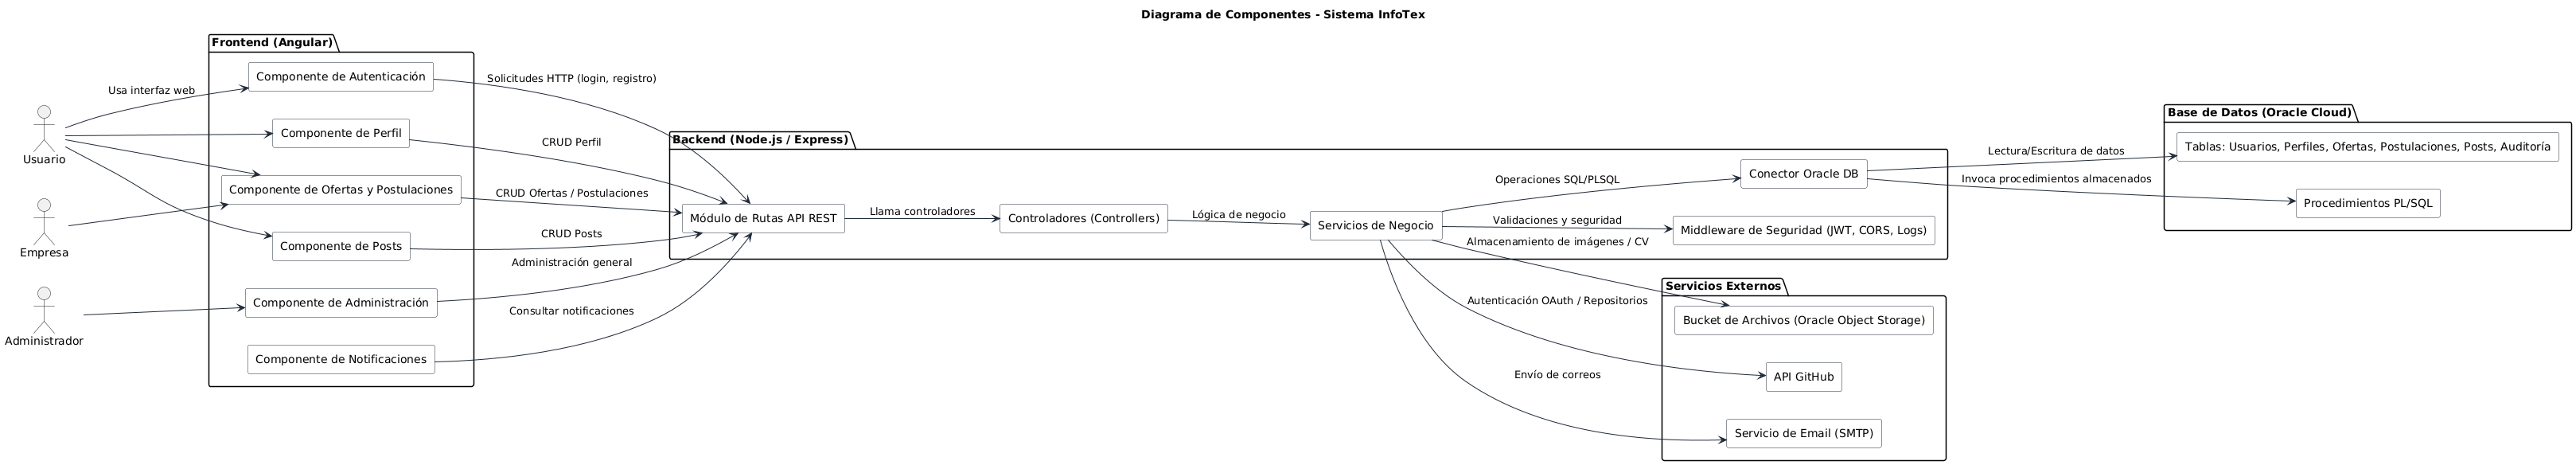 Diagrama de Componentes - Sistema InfoTex
Usuario
Empresa
Administrador
Usa interfaz web
Frontend (Angular)
Componente de Autenticación
Componente de Perfil
Componente de Ofertas y Postulaciones
Componente de Posts
Componente de Administración
Componente de Notificaciones
Solicitudes HTTP (login, registro)
CRUD Perfil
CRUD Ofertas / Postulaciones
CRUD Posts
Administración general
Consultar notificaciones
Backend (Node.js / Express)
Módulo de Rutas API REST
Llama controladores
Controladores (Controllers)
Lógica de negocio
Servicios de Negocio
Operaciones SQL/PLSQL
Validaciones y seguridad
Almacenamiento de imágenes / CV
Autenticación OAuth / Repositorios
Envío de correos
Conector Oracle DB
Middleware de Seguridad (JWT, CORS, Logs)
Servicios Externos
Bucket de Archivos (Oracle Object Storage)
API GitHub
Servicio de Email (SMTP)
Lectura/Escritura de datos
Invoca procedimientos almacenados
Base de Datos (Oracle Cloud)
Tablas: Usuarios, Perfiles, Ofertas, Postulaciones, Posts, Auditoría
Procedimientos PL/SQL